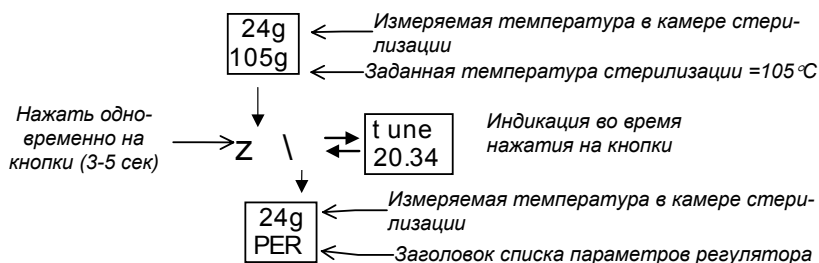 24g
105g
Измеряемая температура в камере стери-
лизации
Заданная температура стерилизации =105°С
Нажать одно-
временно на
кнопки (3-5 сек)
z \
t une
20.34
Индикация во время
нажатия на кнопки
24g
PER
Измеряемая температура в камере стери-
лизации
Заголовок списка параметров регулятора